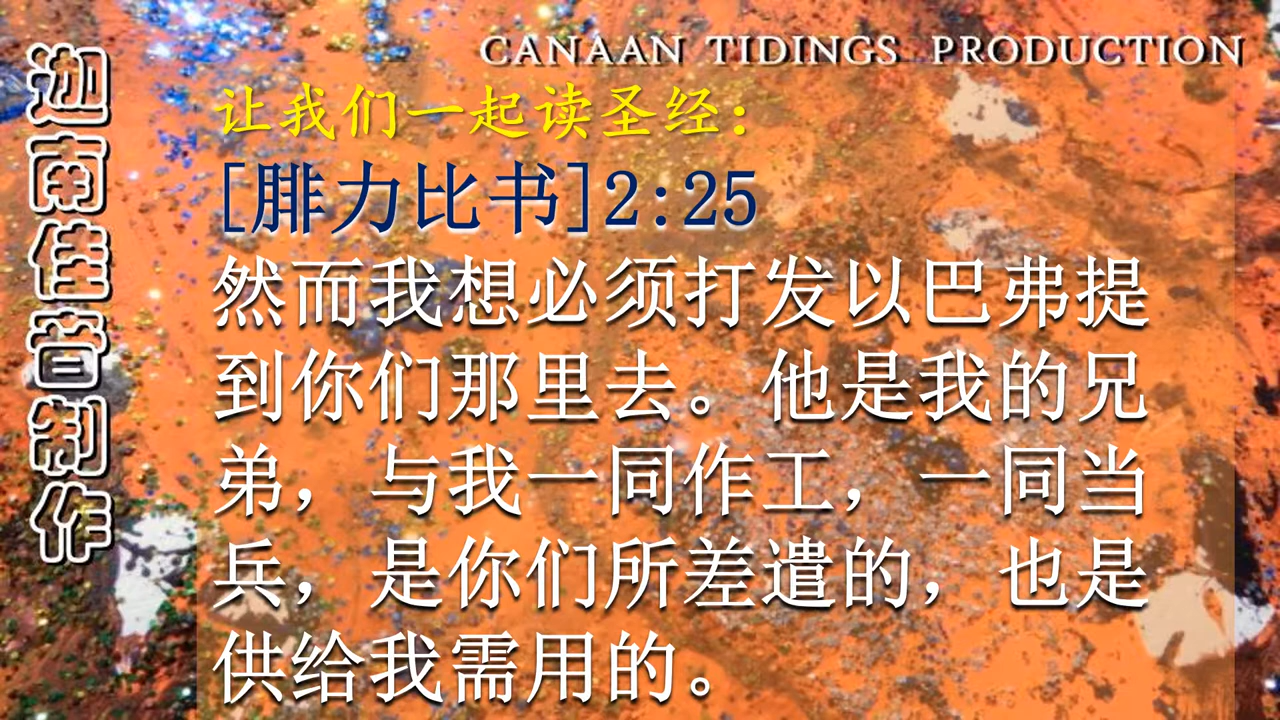 CANAAN TIDINGS PRODUCTION
迦南佳音制作
让我们一起读圣经：
[腓力比书]2:25
然而我想必须打发以巴弗提
到你们那里去。他是我的兄
弟，与我一同作工，一同当
兵，是你们所差遣的，也是
供给我需用的。